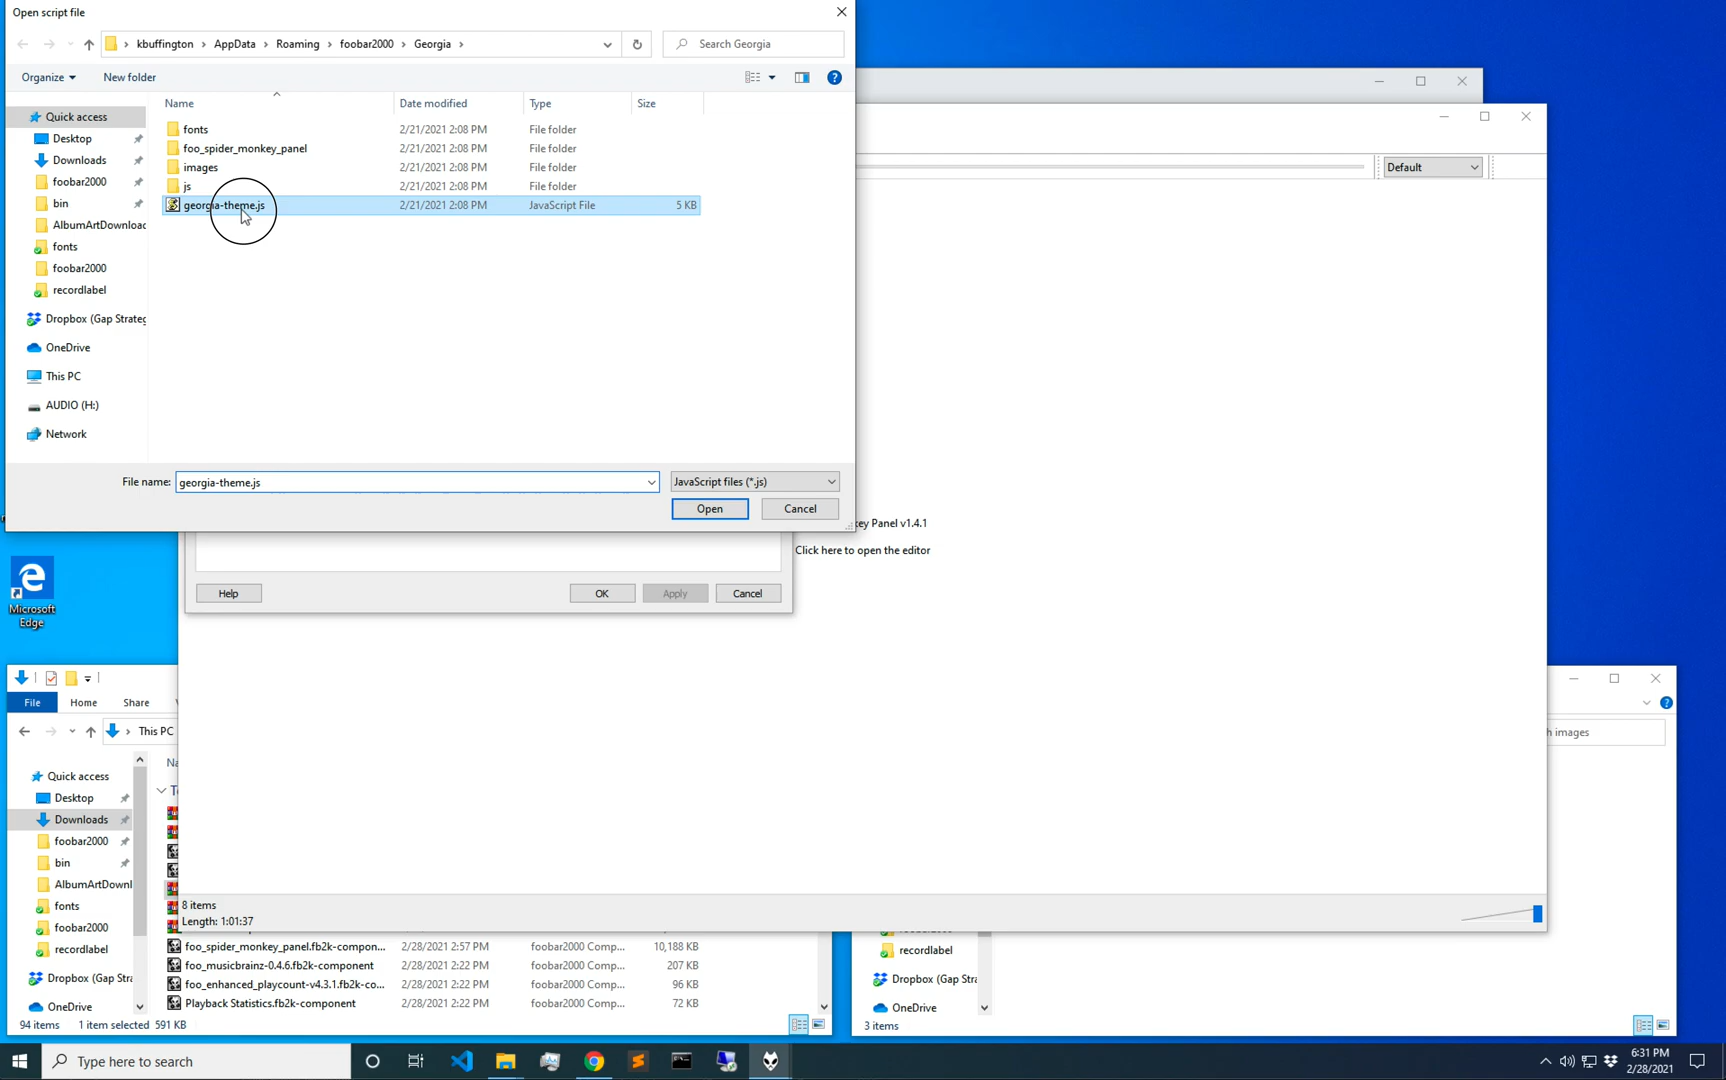 Open script file
kbuffington › AppData › Roaming › foobar2000 › Georgia ›
Search Georgia
Organize
New folder
Name Date modified Type Size
fonts 2/21/2021 2:08 PM File folder
foo_spider_monkey_panel 2/21/2021 2:08 PM File folder
images 2/21/2021 2:08 PM File folder
js 2/21/2021 2:08 PM File folder
georgia-theme.js 2/21/2021 2:08 PM JavaScript File 5 KB
Quick access
Desktop
Downloads
foobar2000
bin
AlbumArtDownload
fonts
foobar2000
recordlabel
Dropbox (Gap Strateg
OneDrive
This PC
AUDIO (H:)
Network
File name: georgia-theme.js
JavaScript files (*.js)
Open
Cancel
Default
key Panel v1.4.1
Click here to open the editor
Help
OK
Apply
Cancel
Microsoft
Edge
File
Home
Share
This PC
h images
Quick access
Desktop
Downloads
foobar2000
bin
AlbumArtDownl
fonts
foobar2000
recordlabel
Dropbox (Gap Stra
OneDrive
Na
8 items
Length: 1:01:37
foo_spider_monkey_panel.fb2k-compon... 2/28/2021 2:57 PM foobar2000 Comp... 10,188 KB
foo_musicbrainz-0.4.6.fb2k-component 2/28/2021 2:22 PM foobar2000 Comp... 207 KB
foo_enhanced_playcount-v4.3.1.fb2k-co... 2/28/2021 2:22 PM foobar2000 Comp... 96 KB
Playback Statistics.fb2k-component 2/28/2021 2:22 PM foobar2000 Comp... 72 KB
94 items
1 item selected 591 KB
recordlabel
Dropbox (Gap Stra
OneDrive
3 items
Type here to search
6:31 PM
2/28/2021